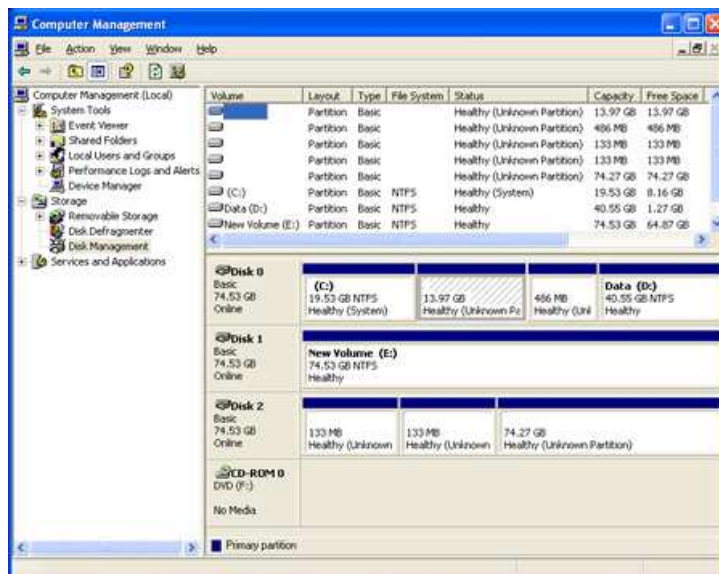 Computer Management
File Action View Window Help
Computer Management (Local)
System Tools
Event Viewer
Shared Folders
Local Users and Groups
Performance Logs and Alerts
Device Manager
Storage
Removable Storage
Disk Defragmenter
Disk Management
Services and Applications
Volume Layout Type File System Status Capacity Free Space
Partition Basic Healthy (Unknown Partition) 13.97 GB 13.97 GB
Partition Basic Healthy (Unknown Partition) 486 MB 486 MB
Partition Basic Healthy (Unknown Partition) 133 MB 133 MB
Partition Basic Healthy (Unknown Partition) 133 MB 133 MB
Partition Basic Healthy (Unknown Partition) 74.27 GB 74.27 GB
(C:) Partition Basic NTFS Healthy (System) 19.53 GB 8.16 GB
Data (D:) Partition Basic NTFS Healthy 40.55 GB 1.27 GB
New Volume (E:) Partition Basic NTFS Healthy 74.53 GB 64.87 GB
Disk 0
Basic
74.53 GB
Online
(C:)
19.53 GB NTFS
Healthy (System)
13.97 GB
Healthy (Unknown Pa
486 MB
Healthy (Unl
Data (D:)
40.55 GB NTFS
Healthy
Disk 1
Basic
74.53 GB
Online
New Volume (E:)
74.53 GB NTFS
Healthy
Disk 2
Basic
74.53 GB
Online
133 MB
Healthy (Unknown
133 MB
Healthy (Unknown
74.27 GB
Healthy (Unknown Partition)
CD-ROM 0
DVD (F:)
No Media
Primary partition